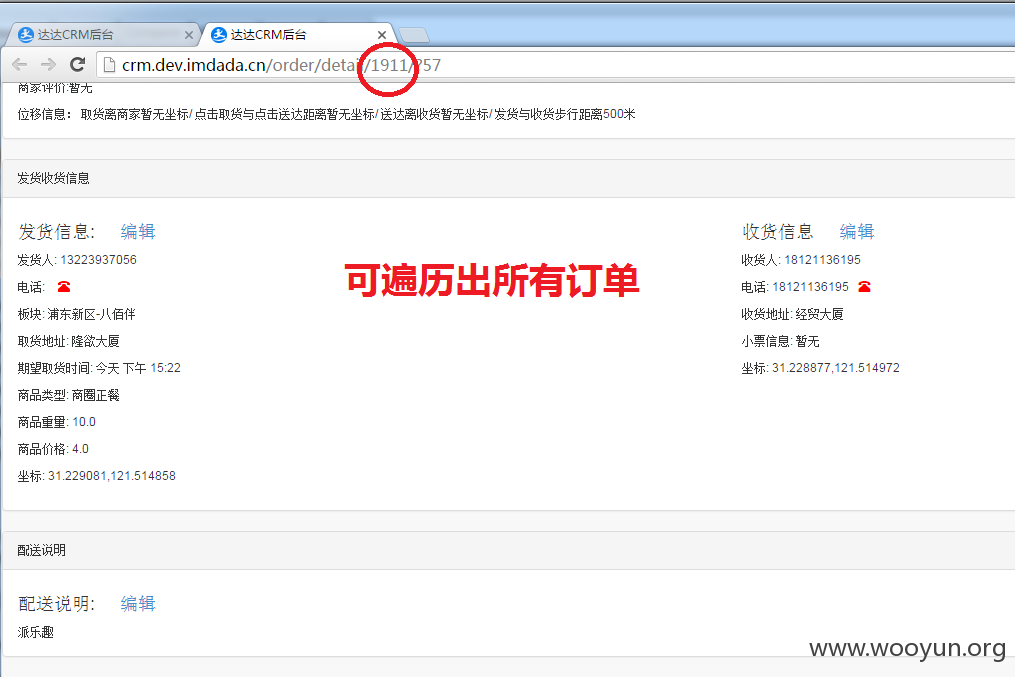 达达CRM后台
达达CRM后台
crm.dev.imdada.cn/order/detail/1911/?57
商家评价:暂无
位移信息: 取货离商家暂无坐标/点击取货与点击送达距离暂无坐标/送达离收货暂无坐标/发货与收货步行距离500米
发货收货信息
发货信息: 编辑
发货人: 13223937056
电话:
板块: 浦东新区-八佰伴
取货地址: 隆欲大厦
期望取货时间: 今天 下午 15:22
商品类型: 商圈正餐
商品重量: 10.0
商品价格: 4.0
坐标: 31.229081,121.514858
可遍历出所有订单
收货信息 编辑
收货人: 18121136195
电话: 18121136195
收货地址: 经贸大厦
小票信息: 暂无
坐标: 31.228877,121.514972
配送说明
配送说明: 编辑
派乐趣
www.wooyun.org